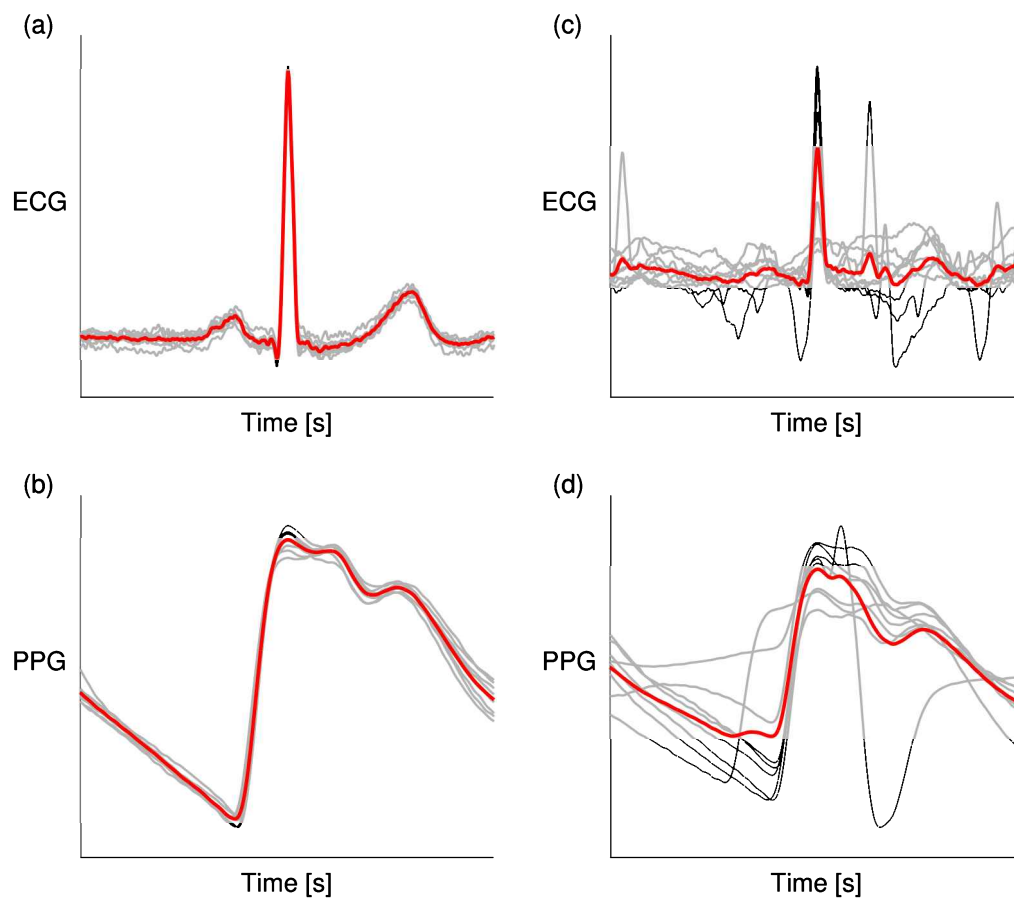 (a)
ECG
Time [s]
(c)
ECG
Time [s]
(b)
PPG
Time [s]
(d)
PPG
Time [s]